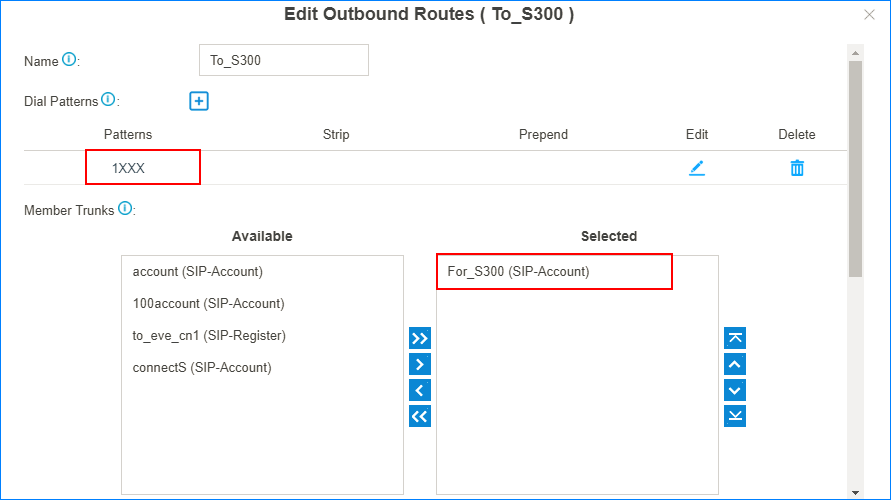 Edit Outbound Routes ( To_S300 )
Name : To_S300
Dial Patterns :
Patterns Strip Prepend Edit Delete
1XXX
Member Trunks :
Available Selected
account (SIP-Account) For_S300 (SIP-Account)
100account (SIP-Account)
to_eve_cn1 (SIP-Register)
connectS (SIP-Account)